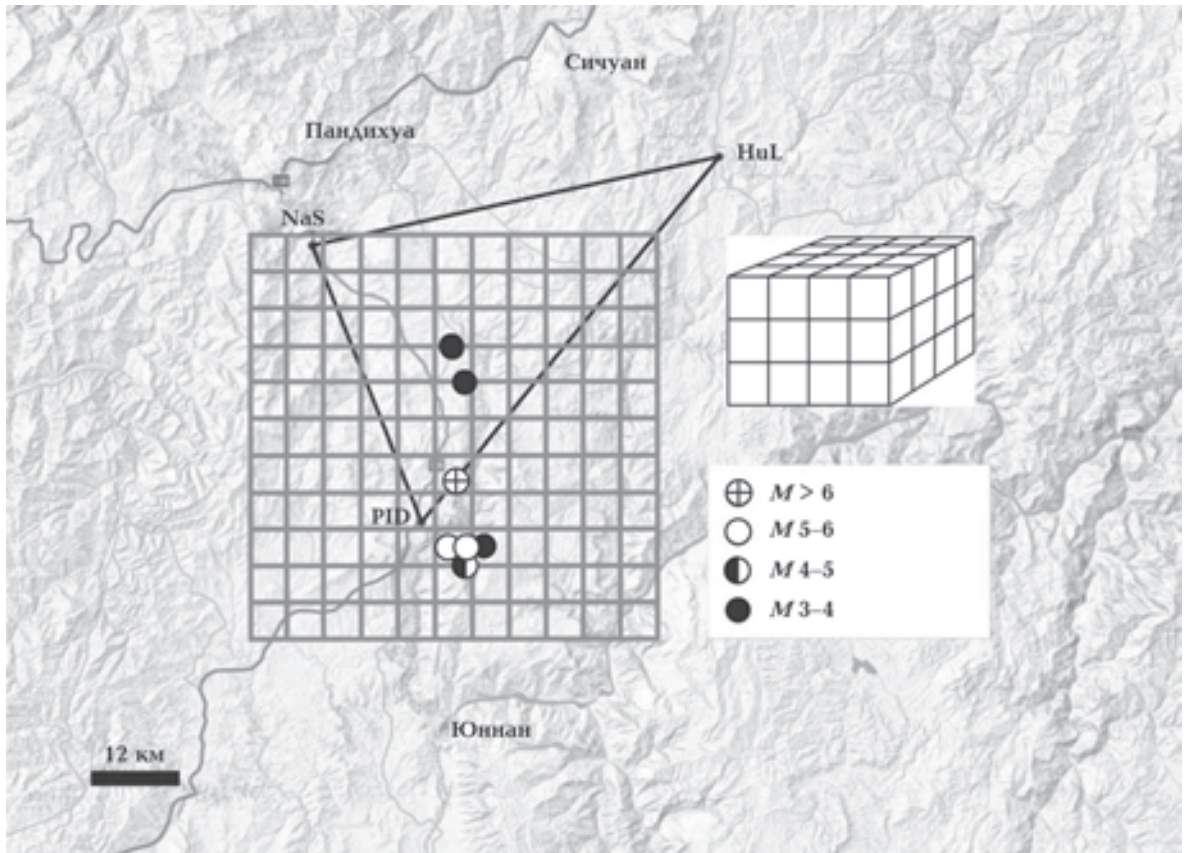 Сичуан
Пандихуа
HuL
NaS
PID
M > 6
M 5–6
M 4–5
M 3–4
Юннан
12 км